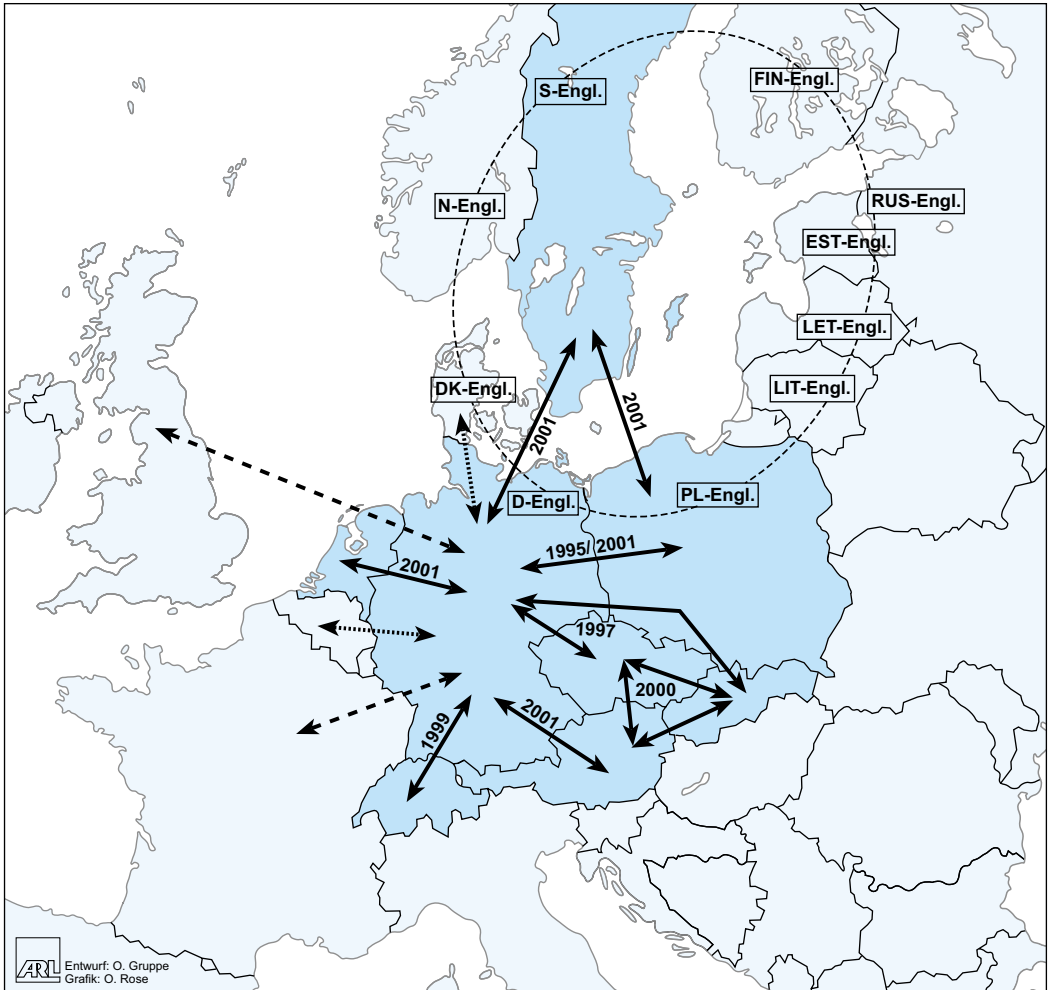 S-Engl.
FIN-Engl.
N-Engl.
RUS-Engl.
EST-Engl.
LET-Engl.
LIT-Engl.
DK-Engl.
2001
2001
D-Engl.
PL-Engl.
1995/ 2001
2001
1997
2000
2001
1999
ARL
Entwurf: O. Gruppe
Grafik: O. Rose